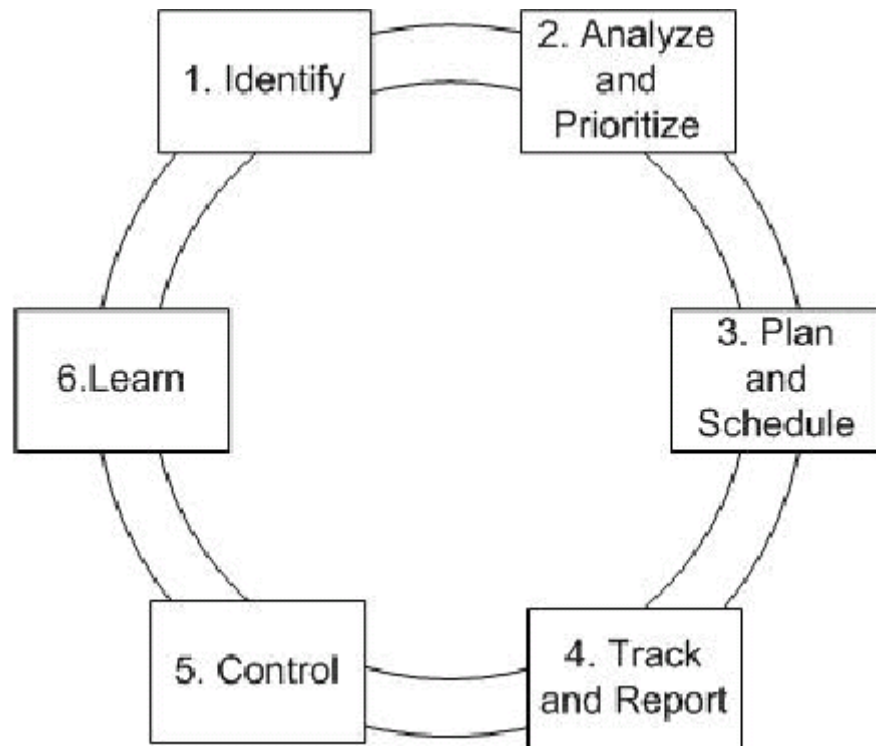 1. Identify
2. Analyze
and
Prioritize
3. Plan
and
Schedule
4. Track
and Report
5. Control
6.Learn